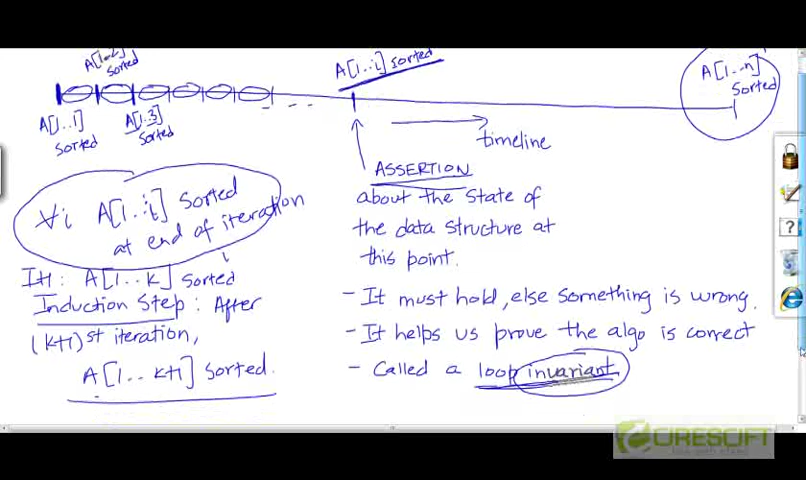 A[1..2]
sorted
A[1..i] sorted
A[1..n]
Sorted
A[1..1]
sorted
A[1..3]
sorted
timeline
ASSERTION
about the state of
the data structure at
this point.
∀i A[1..i] sorted
at end of iteration
i
IH: A[1..k] sorted
Induction Step: After
(k+1)st iteration,
A[1.. k+1] sorted.
- It must hold, else something is wrong.
- It helps us prove the algo is correct
- Called a loop invariant
CIRESCIFT